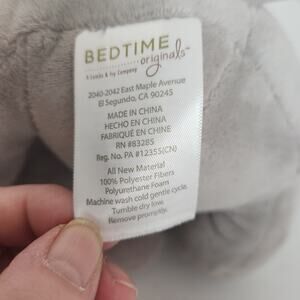 BEDTIME
originals™
A Lambs & Ivy Company
2040-2042 East Maple Avenue
El Segundo, CA 90245
MADE IN CHINA
HECHO EN CHINA
FABRIQUÉ EN CHINE
RN #83285
Reg. No. PA #12355(CN)
All New Material
100% Polyester Fibers
Polyurethane Foam
Machine wash cold gentle cycle.
Tumble dry low.
Remove promptly.